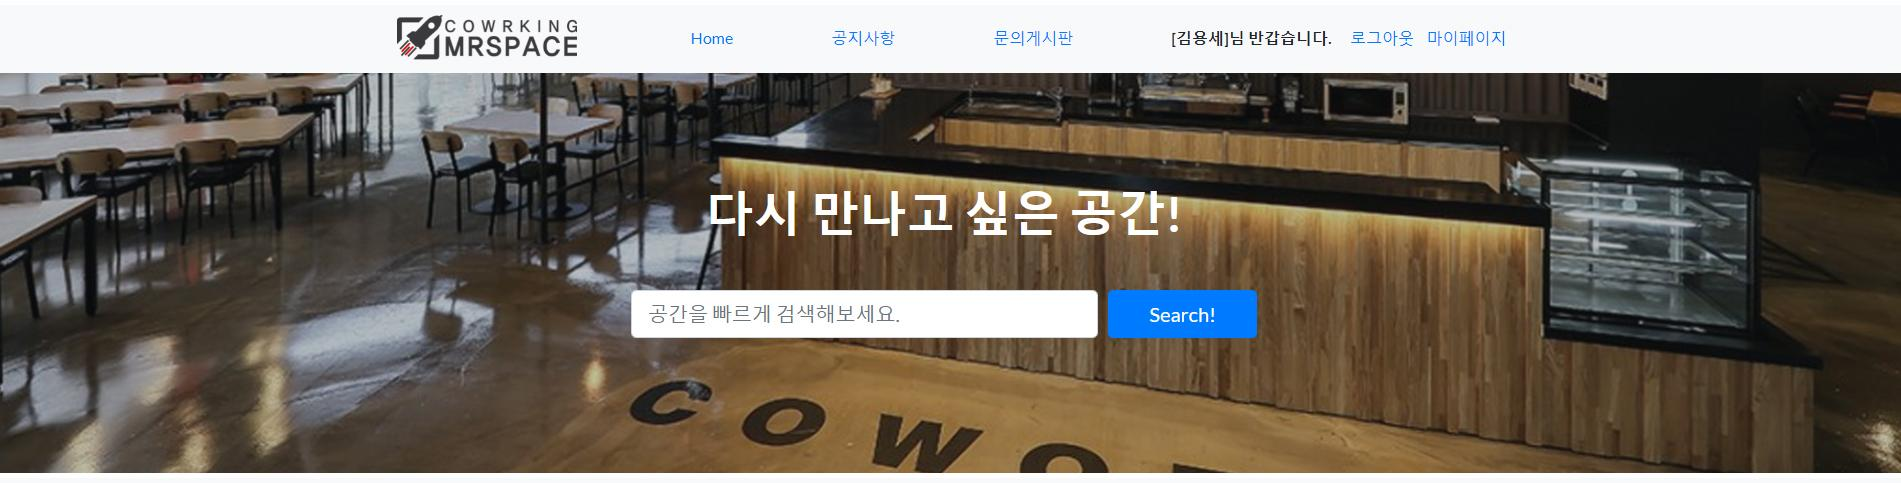 COWRKING
MRSPACE
Home
공지사항
문의게시판
[김용세]님 반갑습니다.
로그아웃
마이페이지
다시 만나고 싶은 공간!
공간을 빠르게 검색해보세요.
Search!
COWO